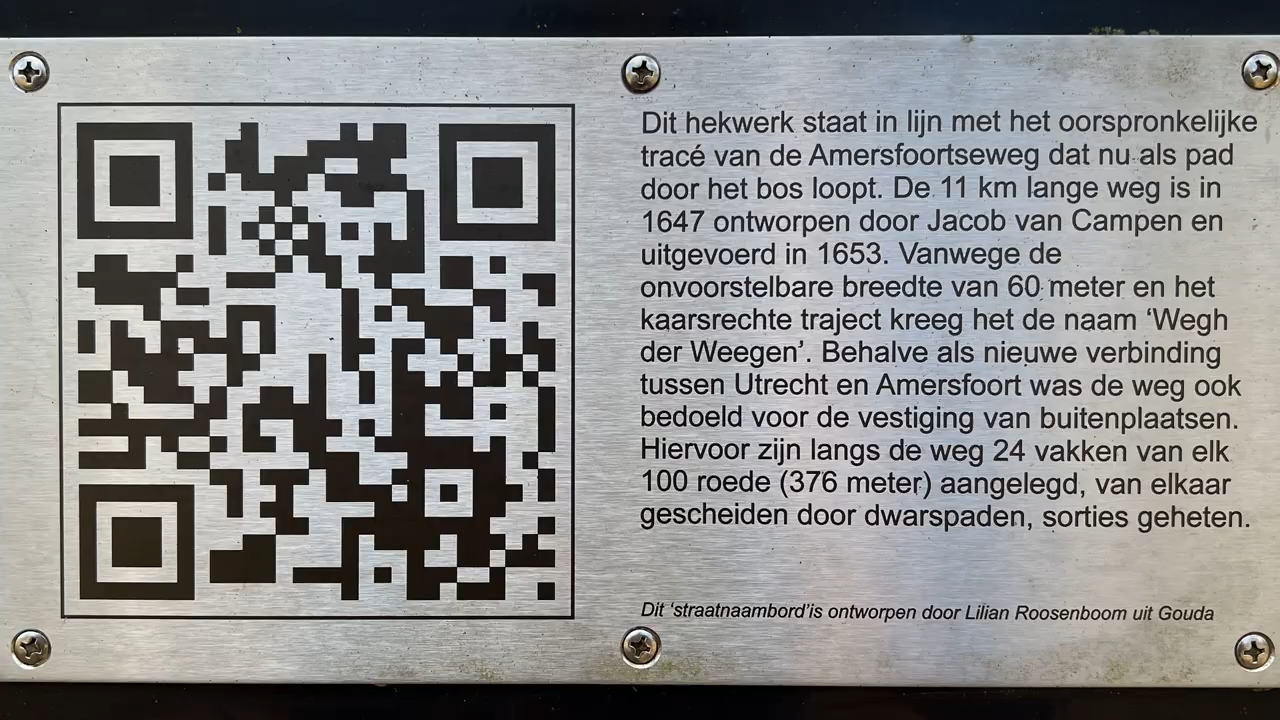 Dit hekwerk staat in lijn met het oorspronkelijke
tracé van de Amersfoortseweg dat nu als pad
door het bos loopt. De 11 km lange weg is in
1647 ontworpen door Jacob van Campen en
uitgevoerd in 1653. Vanwege de
onvoorstelbare breedte van 60 meter en het
kaarsrechte traject kreeg het de naam ‘Wegh
der Weegen’. Behalve als nieuwe verbinding
tussen Utrecht en Amersfoort was de weg ook
bedoeld voor de vestiging van buitenplaatsen.
Hiervoor zijn langs de weg 24 vakken van elk
100 roede (376 meter) aangelegd, van elkaar
gescheiden door dwarspaden, sorties geheten.
Dit ‘straatnaambord’is ontworpen door Lilian Roosenboom uit Gouda